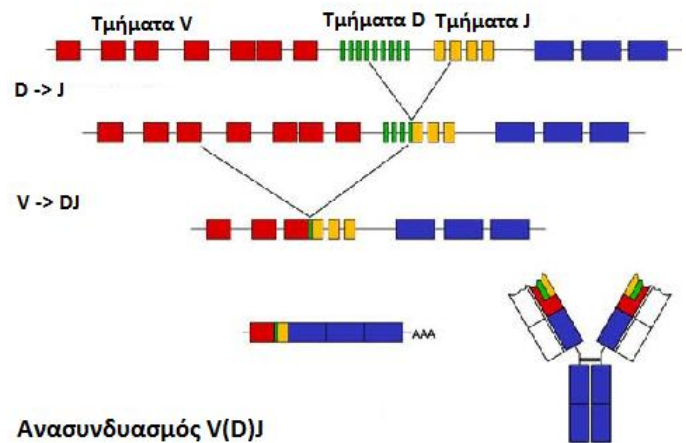 Τμήματα V Τμήματα D Τμήματα J
D -> J
V -> DJ
AAA
Ανασυνδυασμός V(D)J